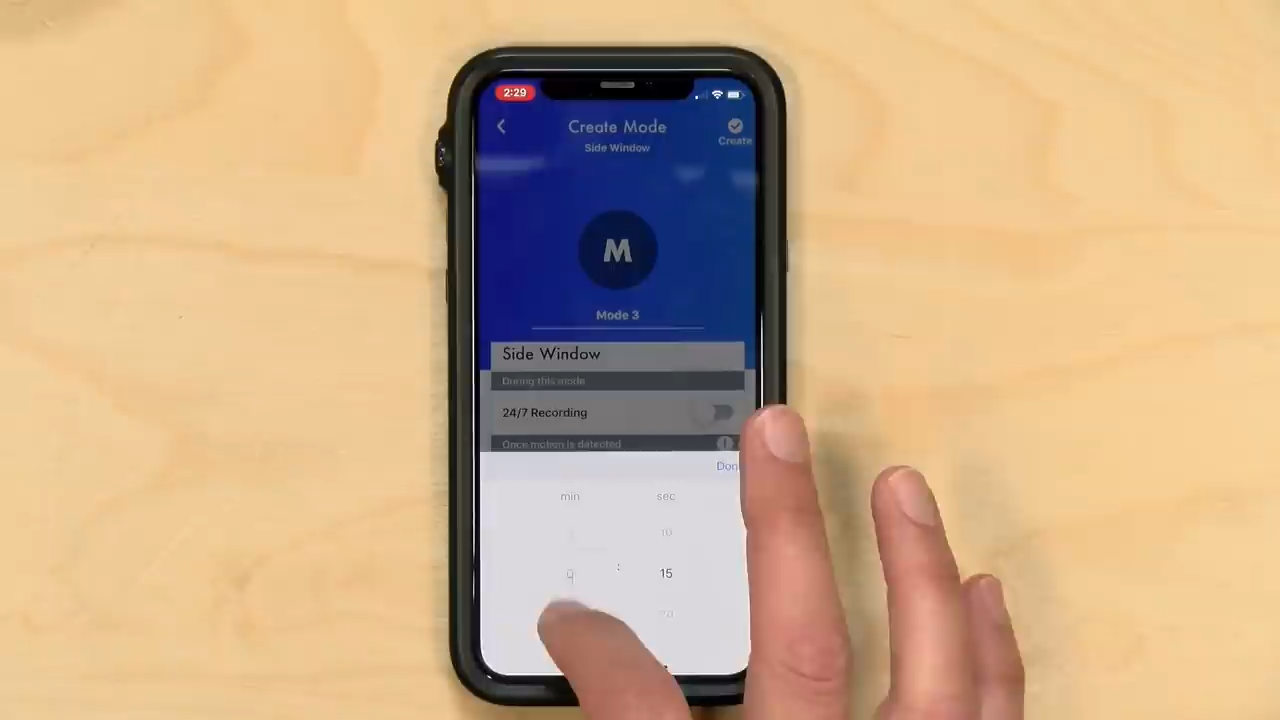 2:29
Create Mode
Create
Side Window
M
Mode 3
Side Window
During this mode
24/7 Recording
Once motion is detected
min sec
10
15